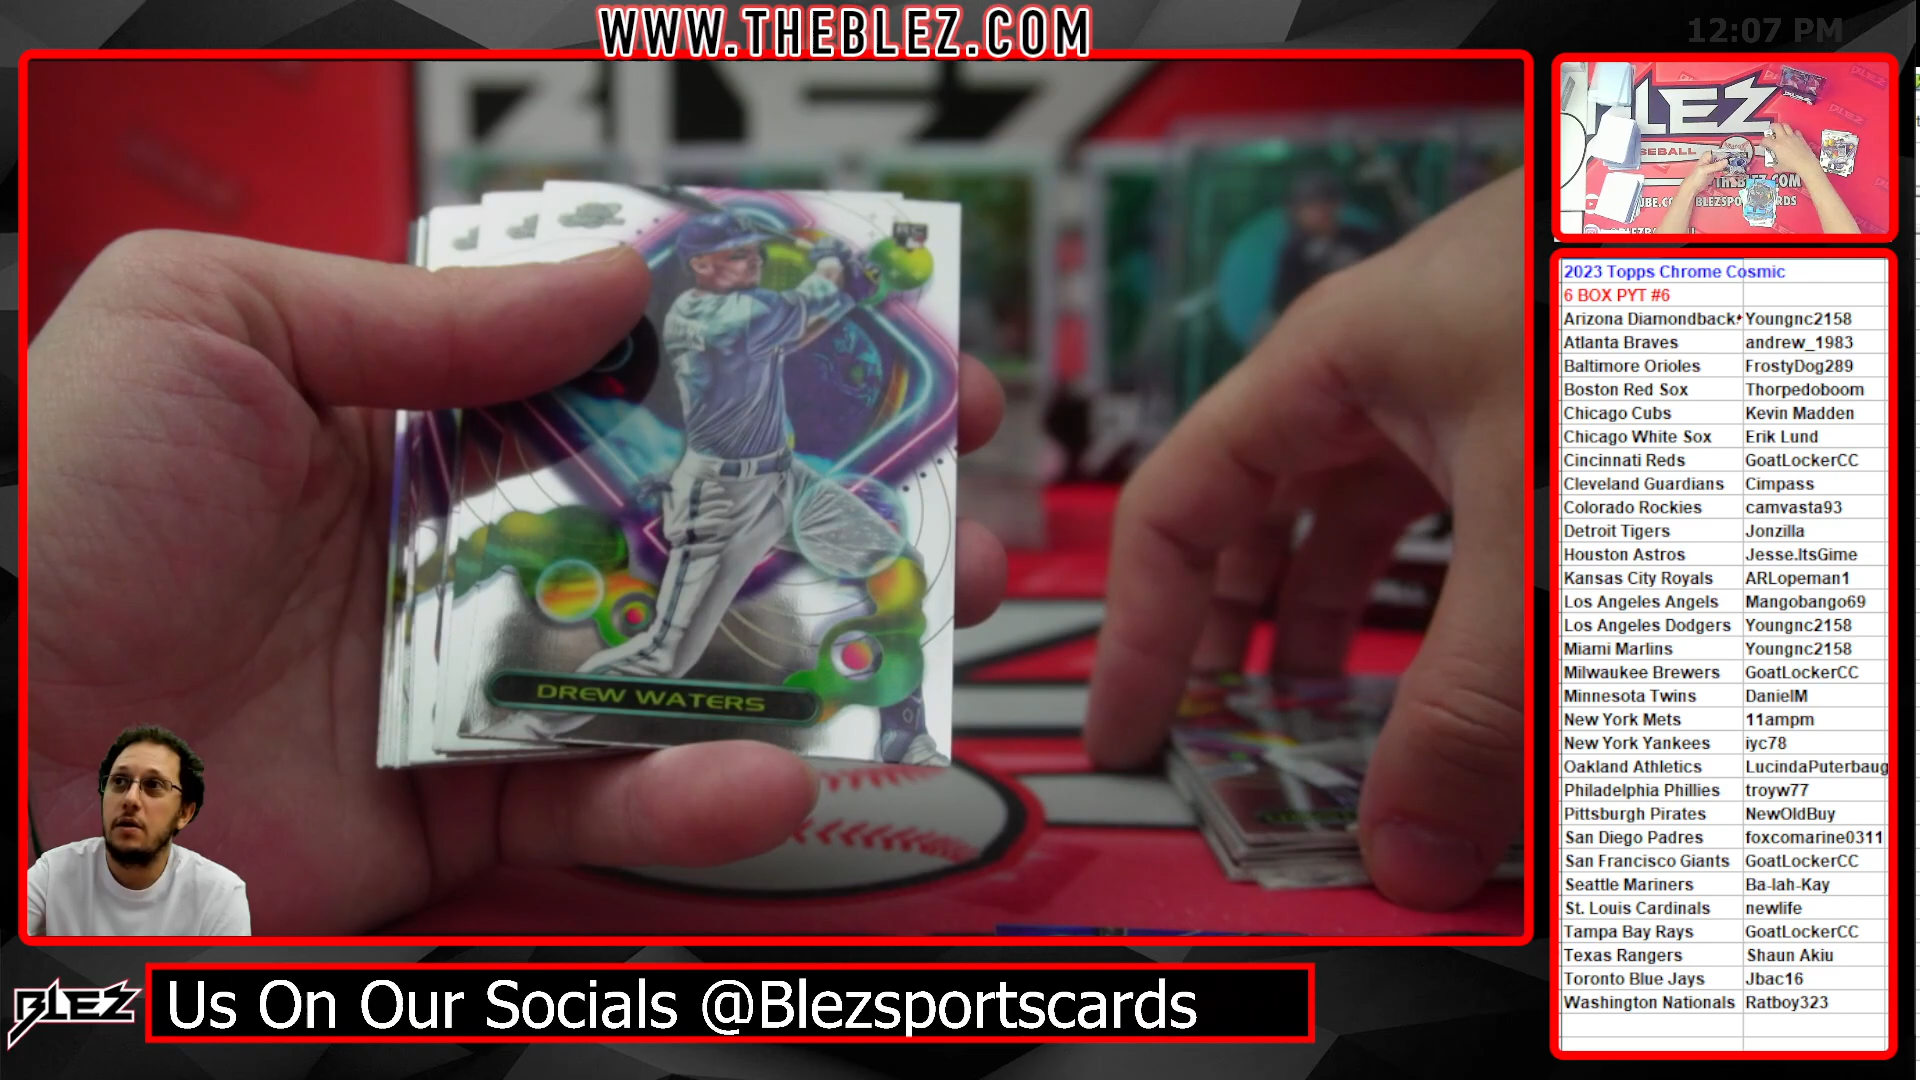 WWW.THEBLEZ.COM
12:07 PM
BLEZ
RC
DREW WATERS
BLEZ
BASEBALL
2023 Topps Chrome Cosmic
6 BOX PYT #6
Arizona Diamondback Youngnc2158
Atlanta Braves andrew_1983
Baltimore Orioles FrostyDog289
Boston Red Sox Thorpedoboom
Chicago Cubs Kevin Madden
Chicago White Sox Erik Lund
Cincinnati Reds GoatLockerCC
Cleveland Guardians Cimpass
Colorado Rockies camvasta93
Detroit Tigers Jonzilla
Houston Astros Jesse.ItsGime
Kansas City Royals ARLopeman1
Los Angeles Angels Mangobango69
Los Angeles Dodgers Youngnc2158
Miami Marlins Youngnc2158
Milwaukee Brewers GoatLockerCC
Minnesota Twins DanielM
New York Mets 11ampm
New York Yankees iyc78
Oakland Athletics LucindaPuterbaug
Philadelphia Phillies troyw77
Pittsburgh Pirates NewOldBuy
San Diego Padres foxcomarine0311
San Francisco Giants GoatLockerCC
Seattle Mariners Ba-lah-Kay
St. Louis Cardinals newlife
Tampa Bay Rays GoatLockerCC
Texas Rangers Shaun Akiu
Toronto Blue Jays Jbac16
Washington Nationals Ratboy323
BLEZ
Us On Our Socials @Blezsportscards